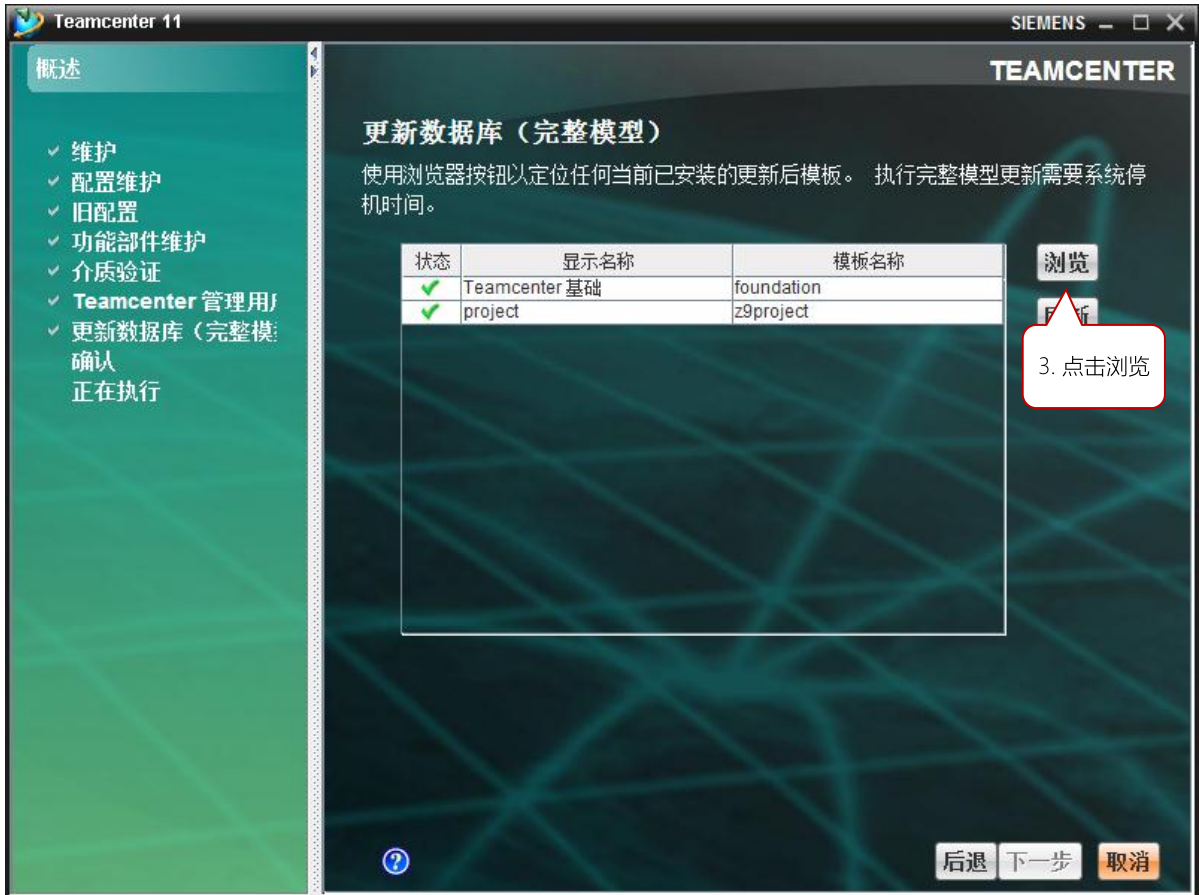 Teamcenter 11
SIEMENS
概述
TEAMCENTER
维护
配置维护
旧配置
功能部件维护
介质验证
Teamcenter 管理用
更新数据库（完整模
确认
正在执行
更新数据库（完整模型）
使用浏览器按钮以定位任何当前已安装的更新后模板。 执行完整模型更新需要系统停
机时间。
状态 显示名称 模板名称
Teamcenter 基础 foundation
project z9project
浏览
3. 点击浏览
后退 下一步 取消